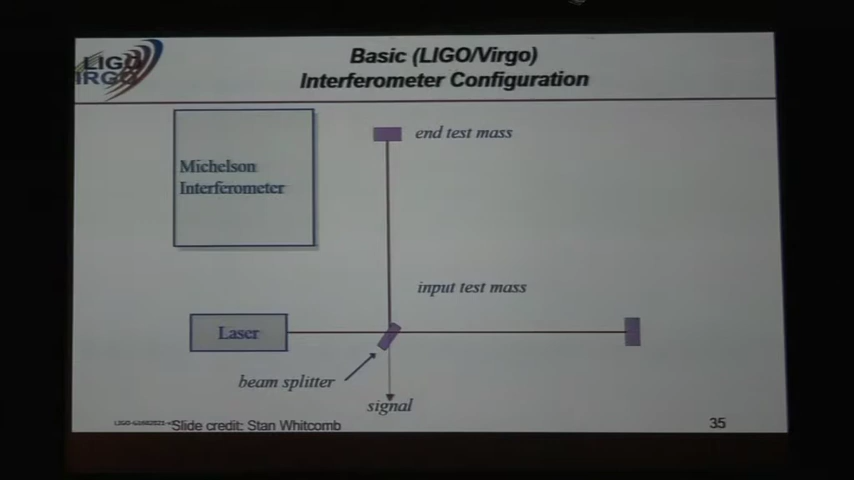 LIGO
VIRGO
Basic (LIGO/Virgo)
Interferometer Configuration
Michelson
Interferometer
end test mass
input test mass
Laser
beam splitter
signal
Slide credit: Stan Whitcomb
35